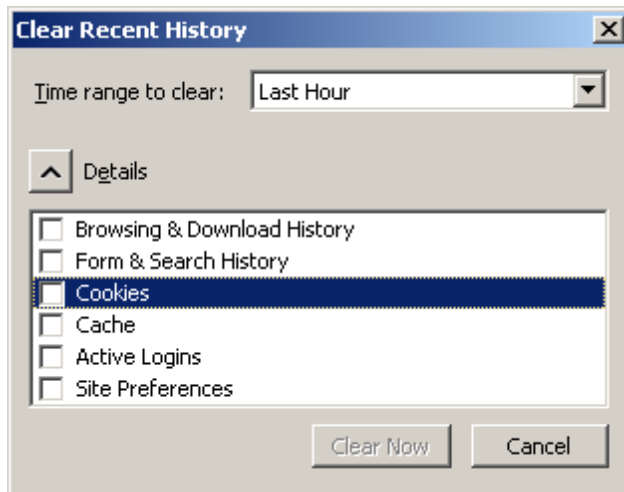 Clear Recent History
Time range to clear: Last Hour
Details
Browsing & Download History
Form & Search History
Cookies
Cache
Active Logins
Site Preferences
Clear Now Cancel